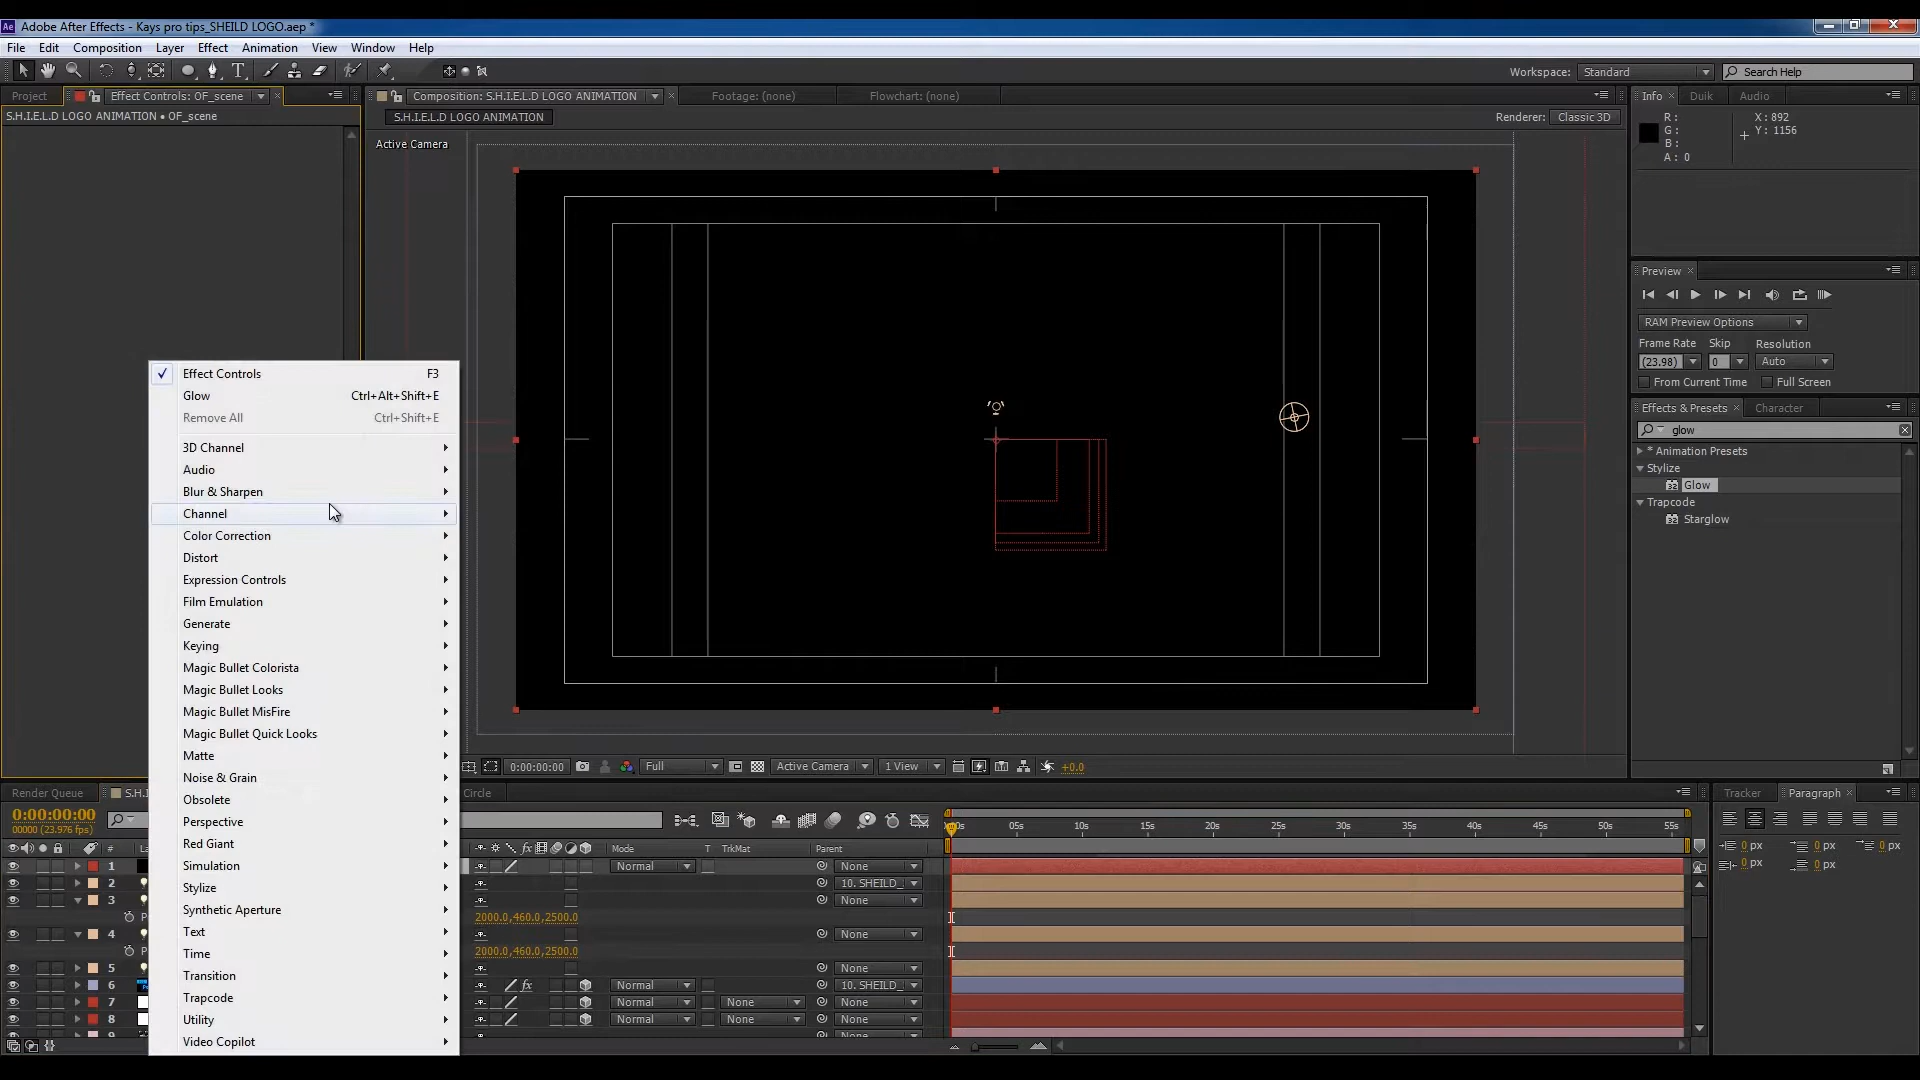 Adobe After Effects - Kays pro tips_SHEILD LOGO.aep *
File Edit Composition Layer Effect Animation View Window Help
Workspace: Standard Search Help
Project Effect Controls: OF_scene Composition: S.H.I.E.L.D LOGO ANIMATION Footage: (none) Flowchart: (none) Info Duik Audio
S.H.I.E.L.D LOGO ANIMATION • OF_scene S.H.I.E.L.D LOGO ANIMATION Renderer: Classic 3D
Active Camera
R: X: 892
G: Y: 1156
B:
A: 0
Preview
RAM Preview Options
Frame Rate Skip Resolution
(23.98) 0 Auto
From Current Time Full Screen
Effects & Presets Character
glow
* Animation Presets
Stylize
Glow
Trapcode
Starglow
Effect Controls F3
Glow Ctrl+Alt+Shift+E
Remove All Ctrl+Shift+E
3D Channel
Audio
Blur & Sharpen
Channel
Color Correction
Distort
Expression Controls
Film Emulation
Generate
Keying
Magic Bullet Colorista
Magic Bullet Looks
Magic Bullet MisFire
Magic Bullet Quick Looks
Matte
Noise & Grain
Obsolete
Perspective
Red Giant
Simulation
Stylize
Synthetic Aperture
Text
Time
Transition
Trapcode
Utility
Video Copilot
0:00:00:00 Full Active Camera 1 View +0.0
Render Queue S.H. Circle
0:00:00:00
00000 (23.976 fps)
05s 10s 15s 20s 25s 30s 35s 40s 45s 50s 55s
# Mode T TrkMat Parent
1 Normal None
2 10. SHEILD_
3 None
2000.0,460.0,2500.0
4 None
2000.0,460.0,2500.0
5 None
6 fx Normal 10. SHEILD_
7 Normal None None
8 Normal None None
Tracker Paragraph
0 px 0 px 0 px
0 px 0 px